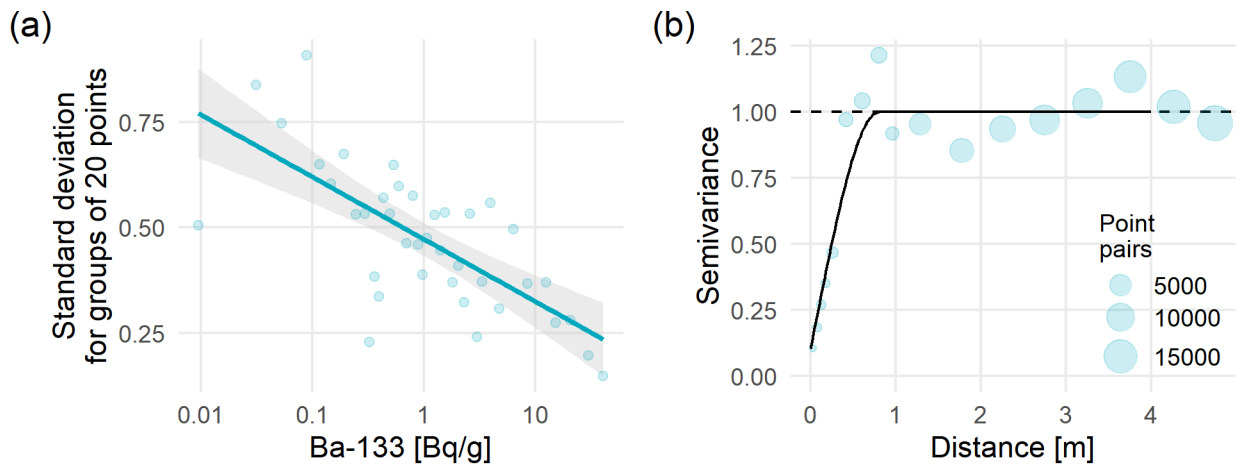 (a)
Standard deviation
for groups of 20 points
0.75
0.50
0.25
0.01
0.1
1
10
Ba-133 [Bq/g]
(b)
Semivariance
1.25
1.00
0.75
0.50
0.25
0.00
0
1
2
3
4
Distance [m]
Point
pairs
5000
10000
15000